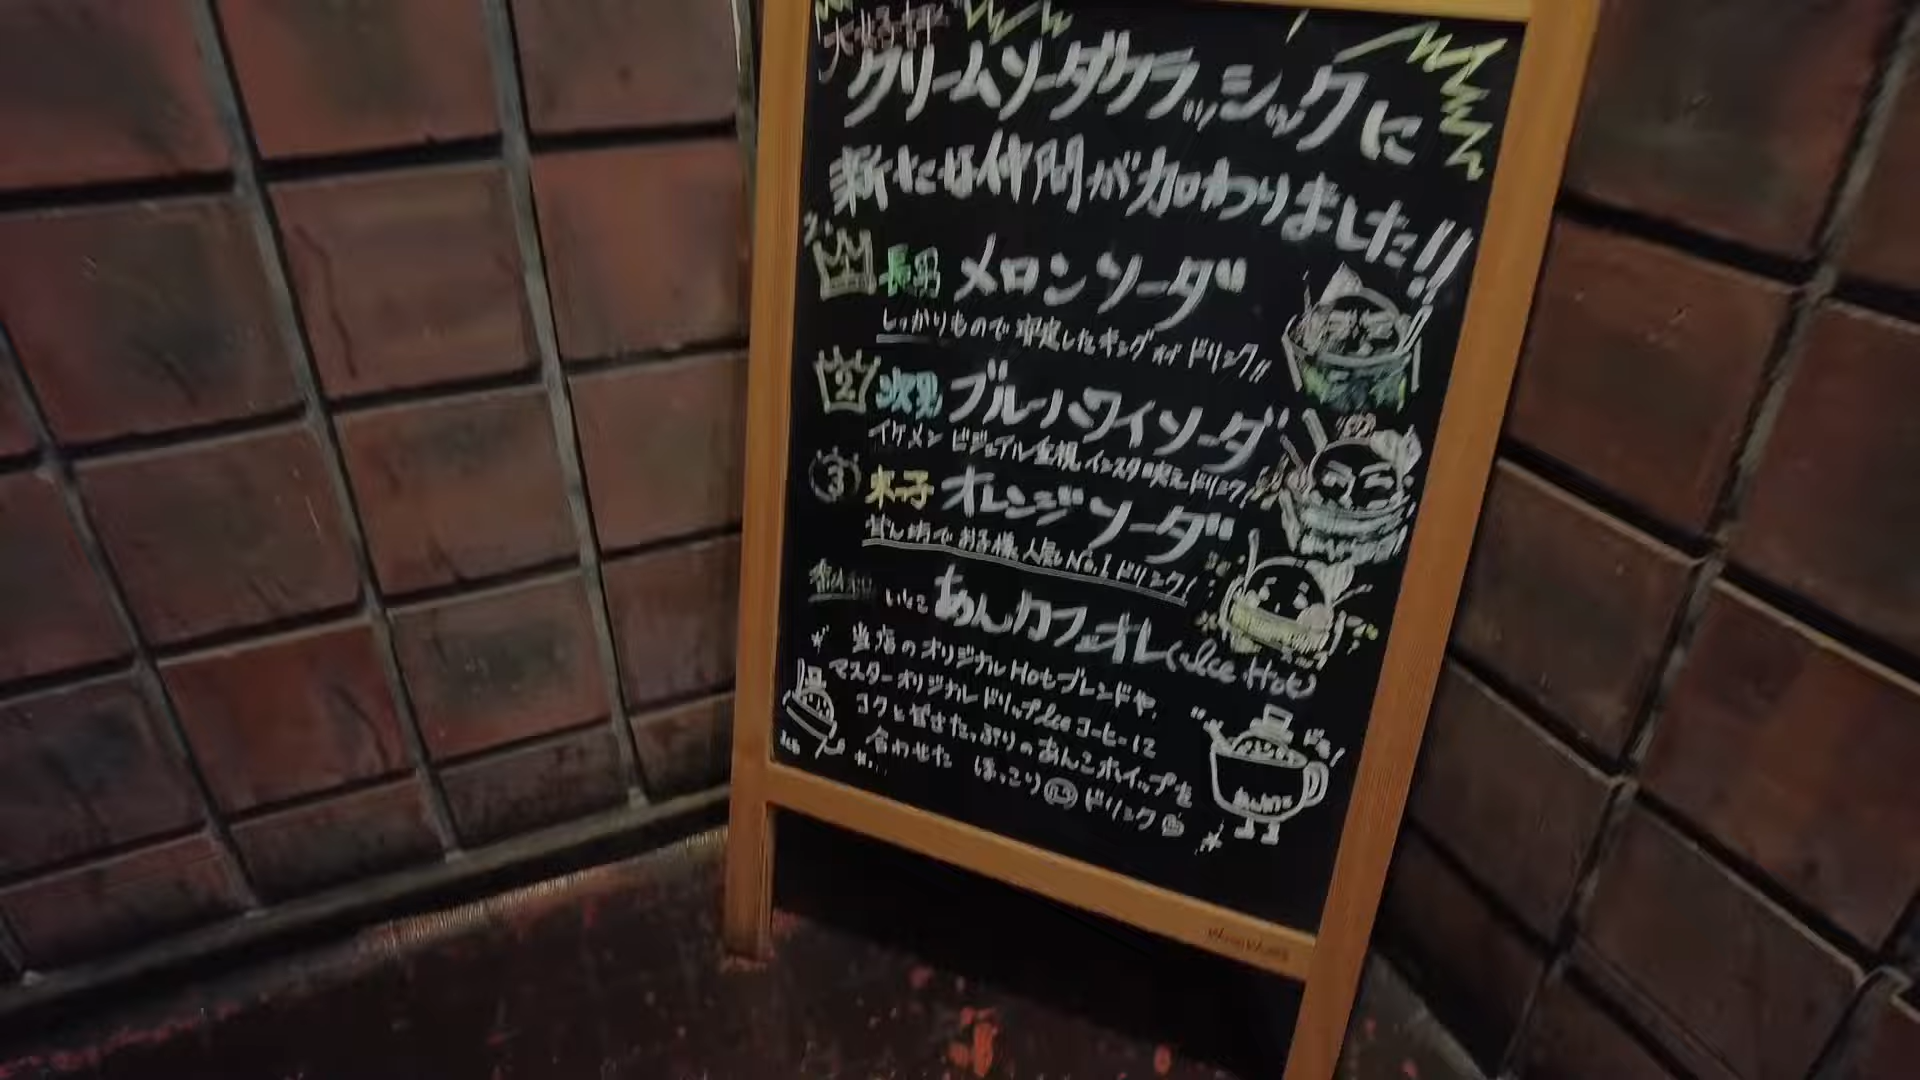 大好評
クリームソーダクラッシックに
新たな仲間が加わりました!!
1 長男 メロンソーダ
しっかりもので安定したキング オブ ドリンク!!
2 次男 ブルーハワイソーダ
イケメン ビジュアル重視 インスタ映えドリンク!
3 末っ子 オレンジソーダ
甘ん坊でお子様に人気No.1ドリンク!
あんカフェオレ(Ice・Hot)
当店のオリジナルHotブレンドや、
マスターオリジナルドリップIceコーヒーに
コクと甘さたっぷりのあんこホイップを
合わせた ほっこり ドリンク